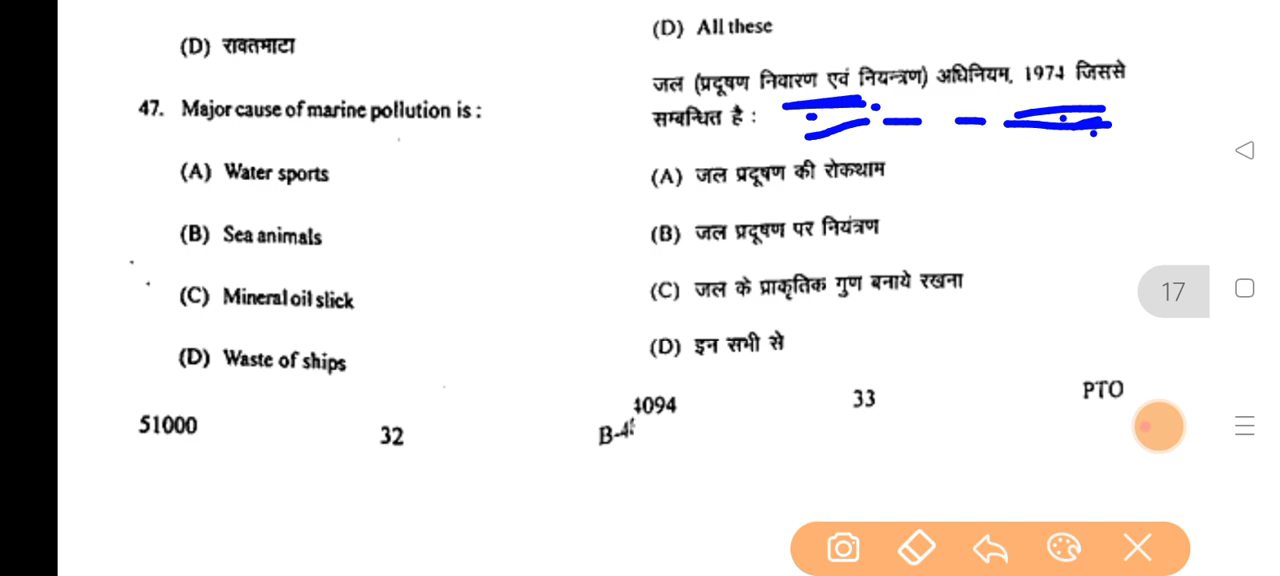 (D) रावतभाटा
47. Major cause of marine pollution is :
(A) Water sports
(B) Sea animals
(C) Mineral oil slick
(D) Waste of ships
51000
32
(D) All these
जल (प्रदूषण निवारण एवं नियन्त्रण) अधिनियम, 1974 जिससे
सम्बन्धित है :
(A) जल प्रदूषण की रोकथाम
(B) जल प्रदूषण पर नियंत्रण
(C) जल के प्राकृतिक गुण बनाये रखना
(D) इन सभी से
4094
33
PTO
17